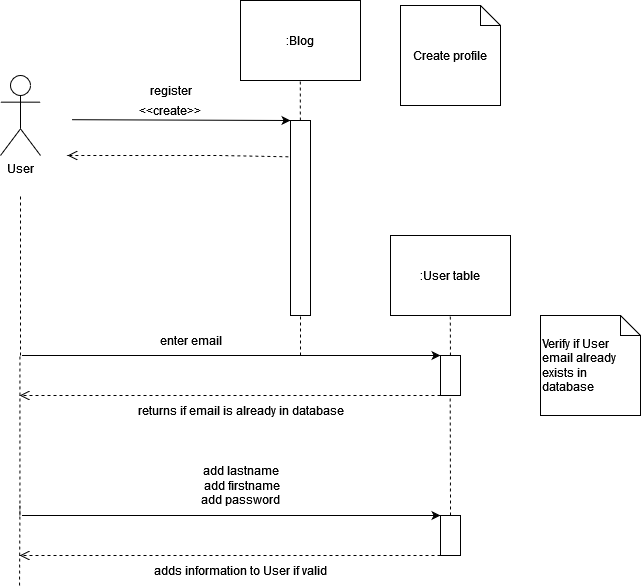 :Blog
Create profile
register
<<create>>
User
:User table
enter email
Verify if User
email already
exists in
database
returns if email is already in database
add lastname
add firstname
add password
adds information to User if valid